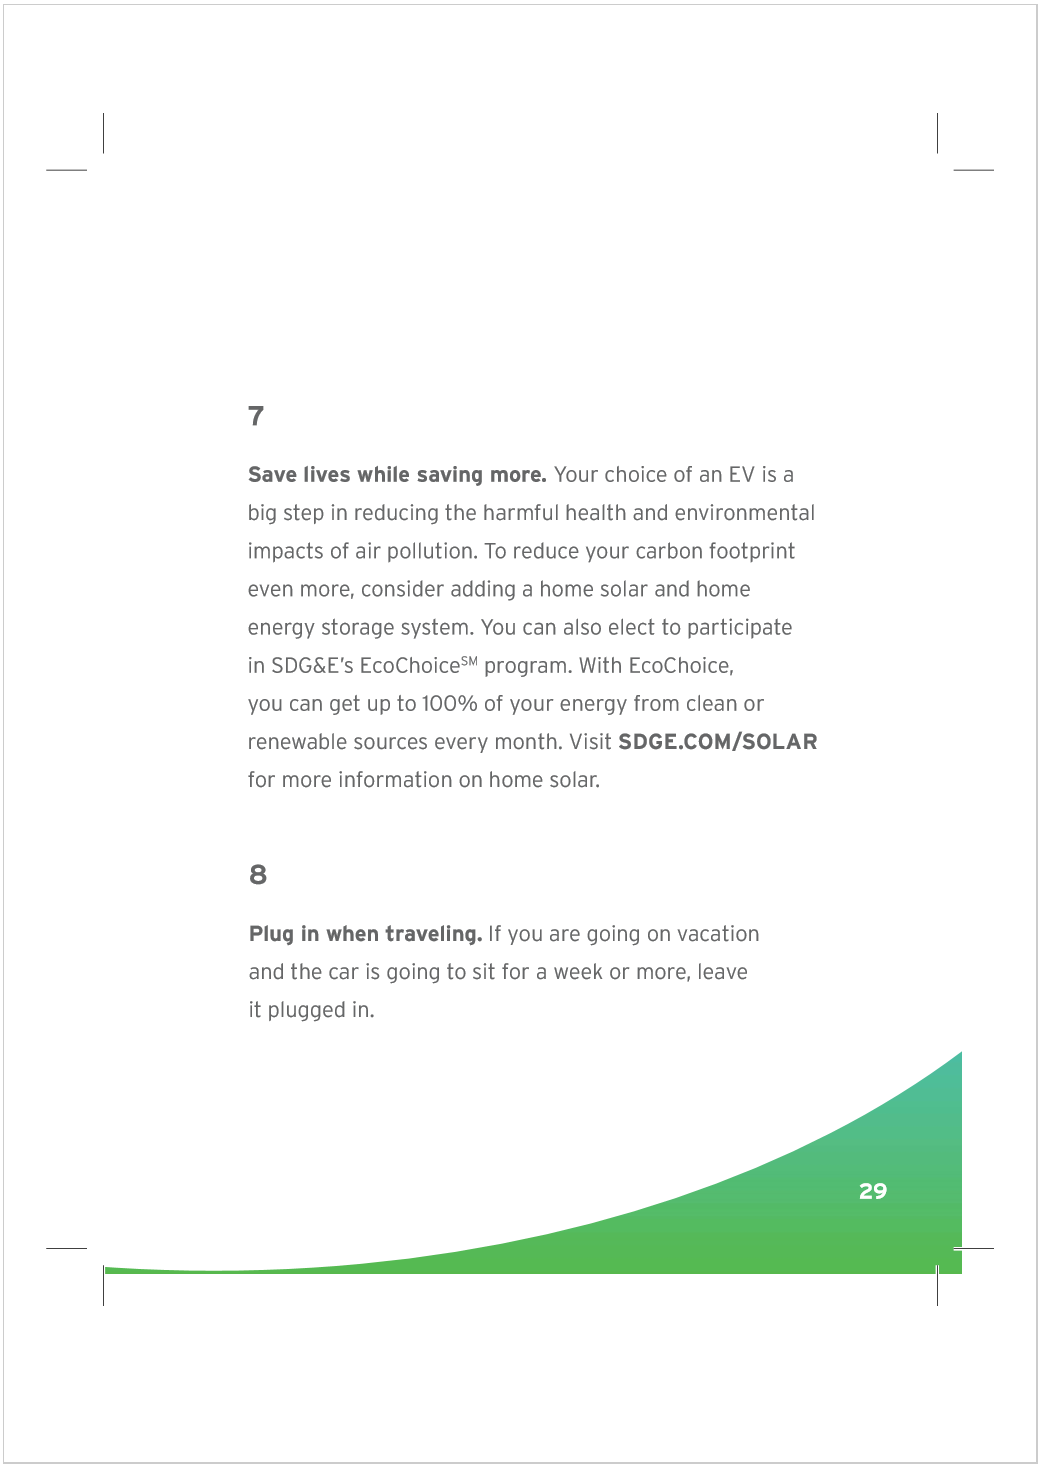 7
Save lives while saving more. Your choice of an EV is a
big step in reducing the harmful health and environmental
impacts of air pollution. To reduce your carbon footprint
even more, consider adding a home solar and home
energy storage system. You can also elect to participate
in SDG&E’s EcoChoice℠ program. With EcoChoice,
you can get up to 100% of your energy from clean or
renewable sources every month. Visit SDGE.COM/SOLAR
for more information on home solar.
8
Plug in when traveling. If you are going on vacation
and the car is going to sit for a week or more, leave
it plugged in.
29